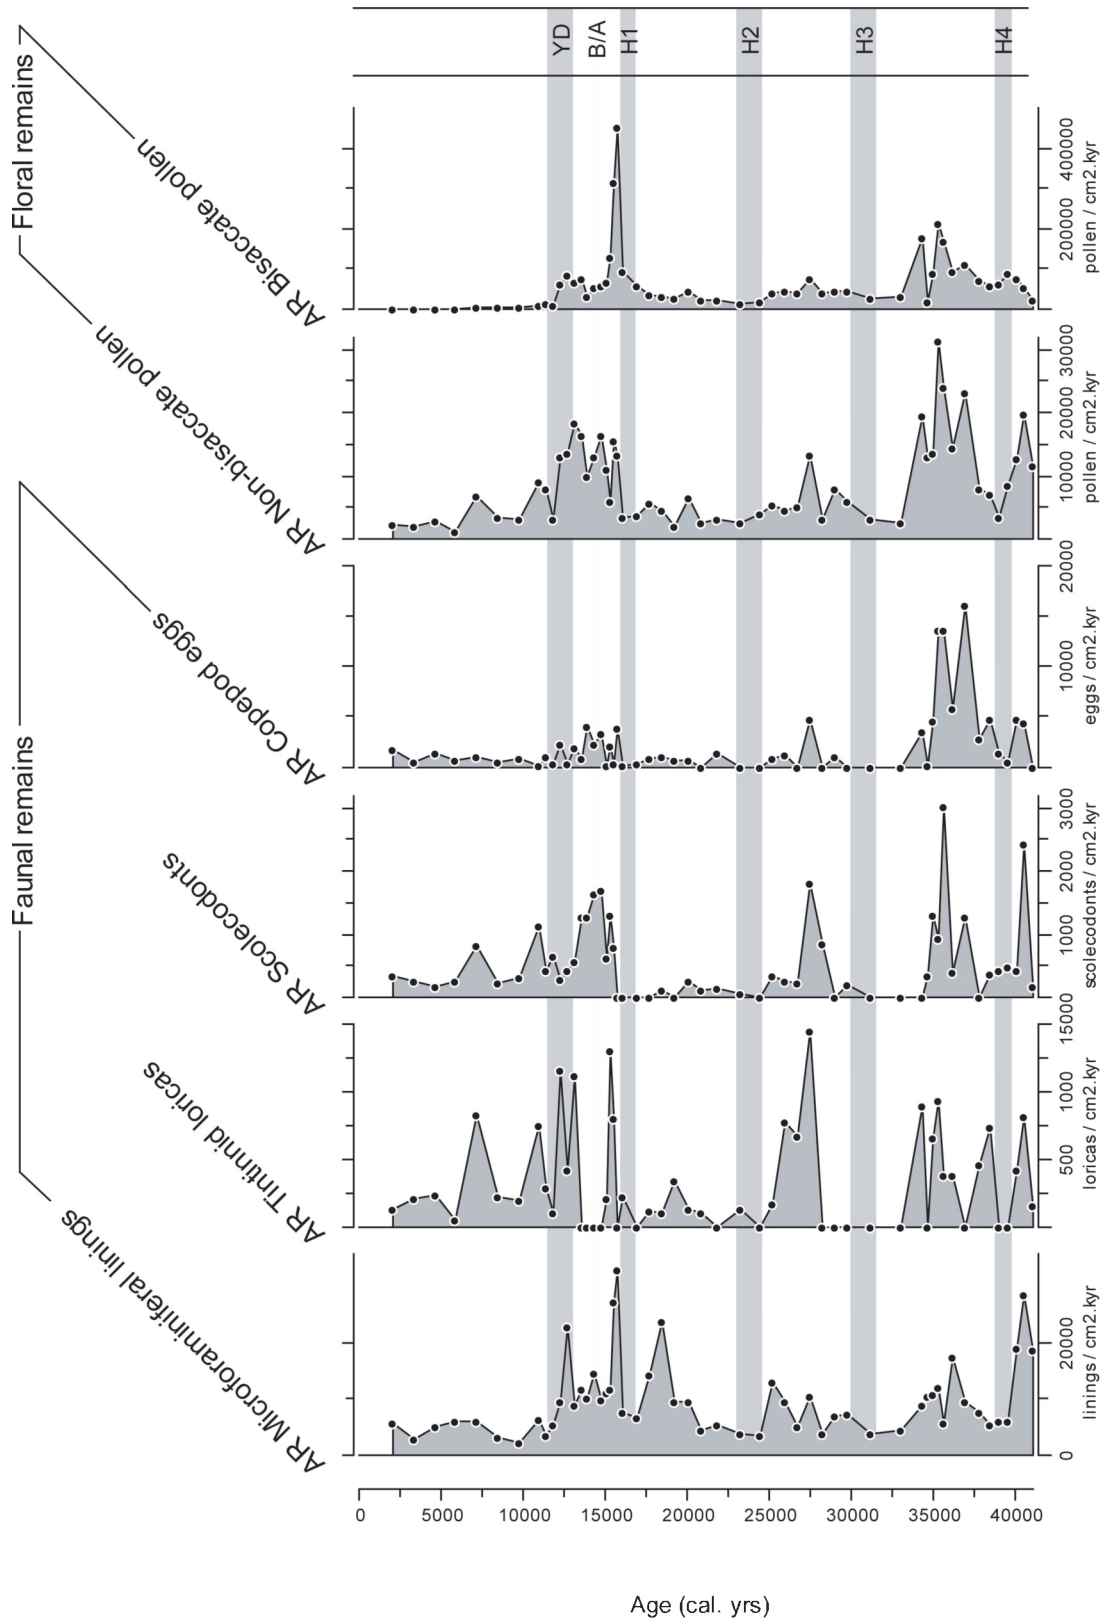 Floral remains
Faunal remains
AR Bisaccate pollen
AR Non-bisaccate pollen
AR Copepod eggs
AR Scolecodonts
AR Tintinnid loricas
AR Microforaminiferal linings
YD
B/A
H1
H2
H3
H4
0 200000 400000
pollen / cm2.kyr
0 10000 20000 30000
pollen / cm2.kyr
0 10000 20000
eggs / cm2.kyr
0 1000 2000 3000
scolecodonts / cm2.kyr
0 500 1000 1500
loricas / cm2.kyr
0 20000
linings / cm2.kyr
0 5000 10000 15000 20000 25000 30000 35000 40000
Age (cal. yrs)